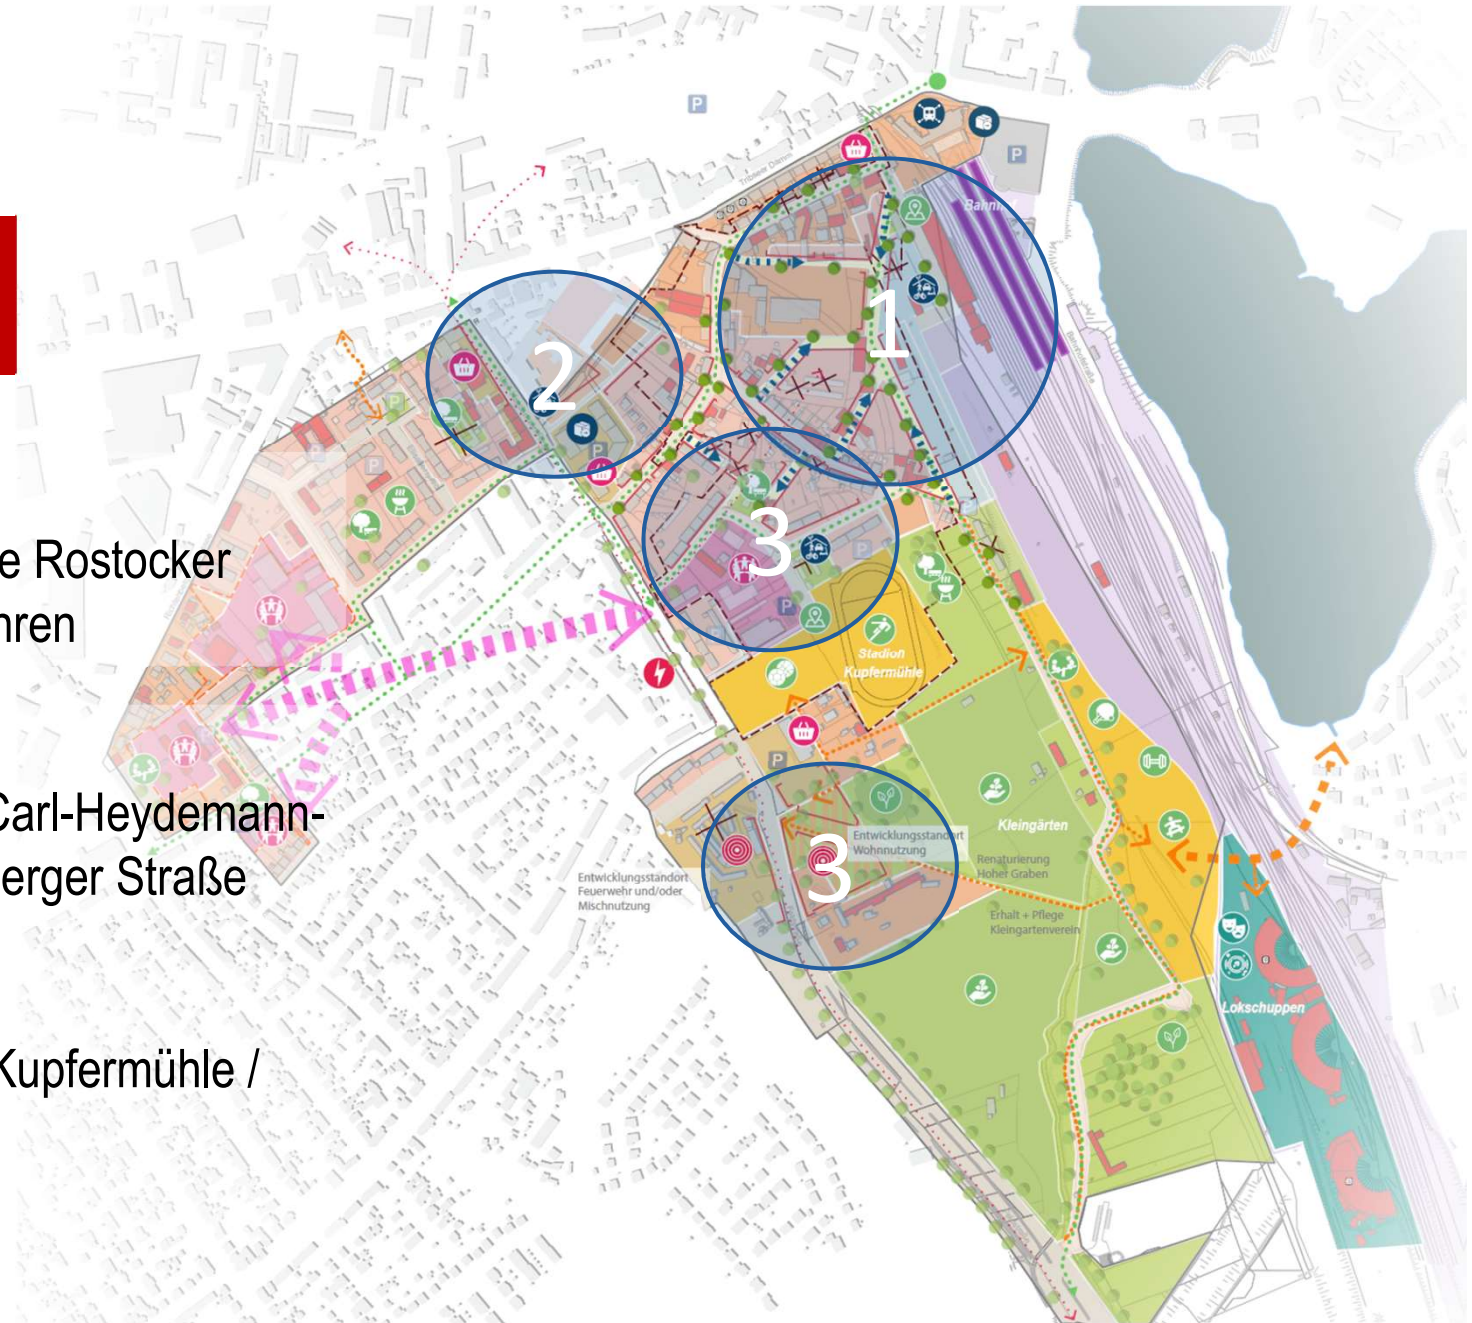 e Rostocker
hren
Carl-Heydemann-
erger Straße
Kupfermühle /
P
Tribseer Damm
P
Bahnhof
1
Bahnhofstraße
2
P
P
P
P
3
P
P
Stadion
Kupfermühle
P
3
Entwicklungsstandort
Wohnnutzung
Entwicklungsstandort
Feuerwehr und/oder
Mischnutzung
Kleingärten
Renaturierung
Hoher Graben
Erhalt + Pflege
Kleingartenverein
Lokschuppen